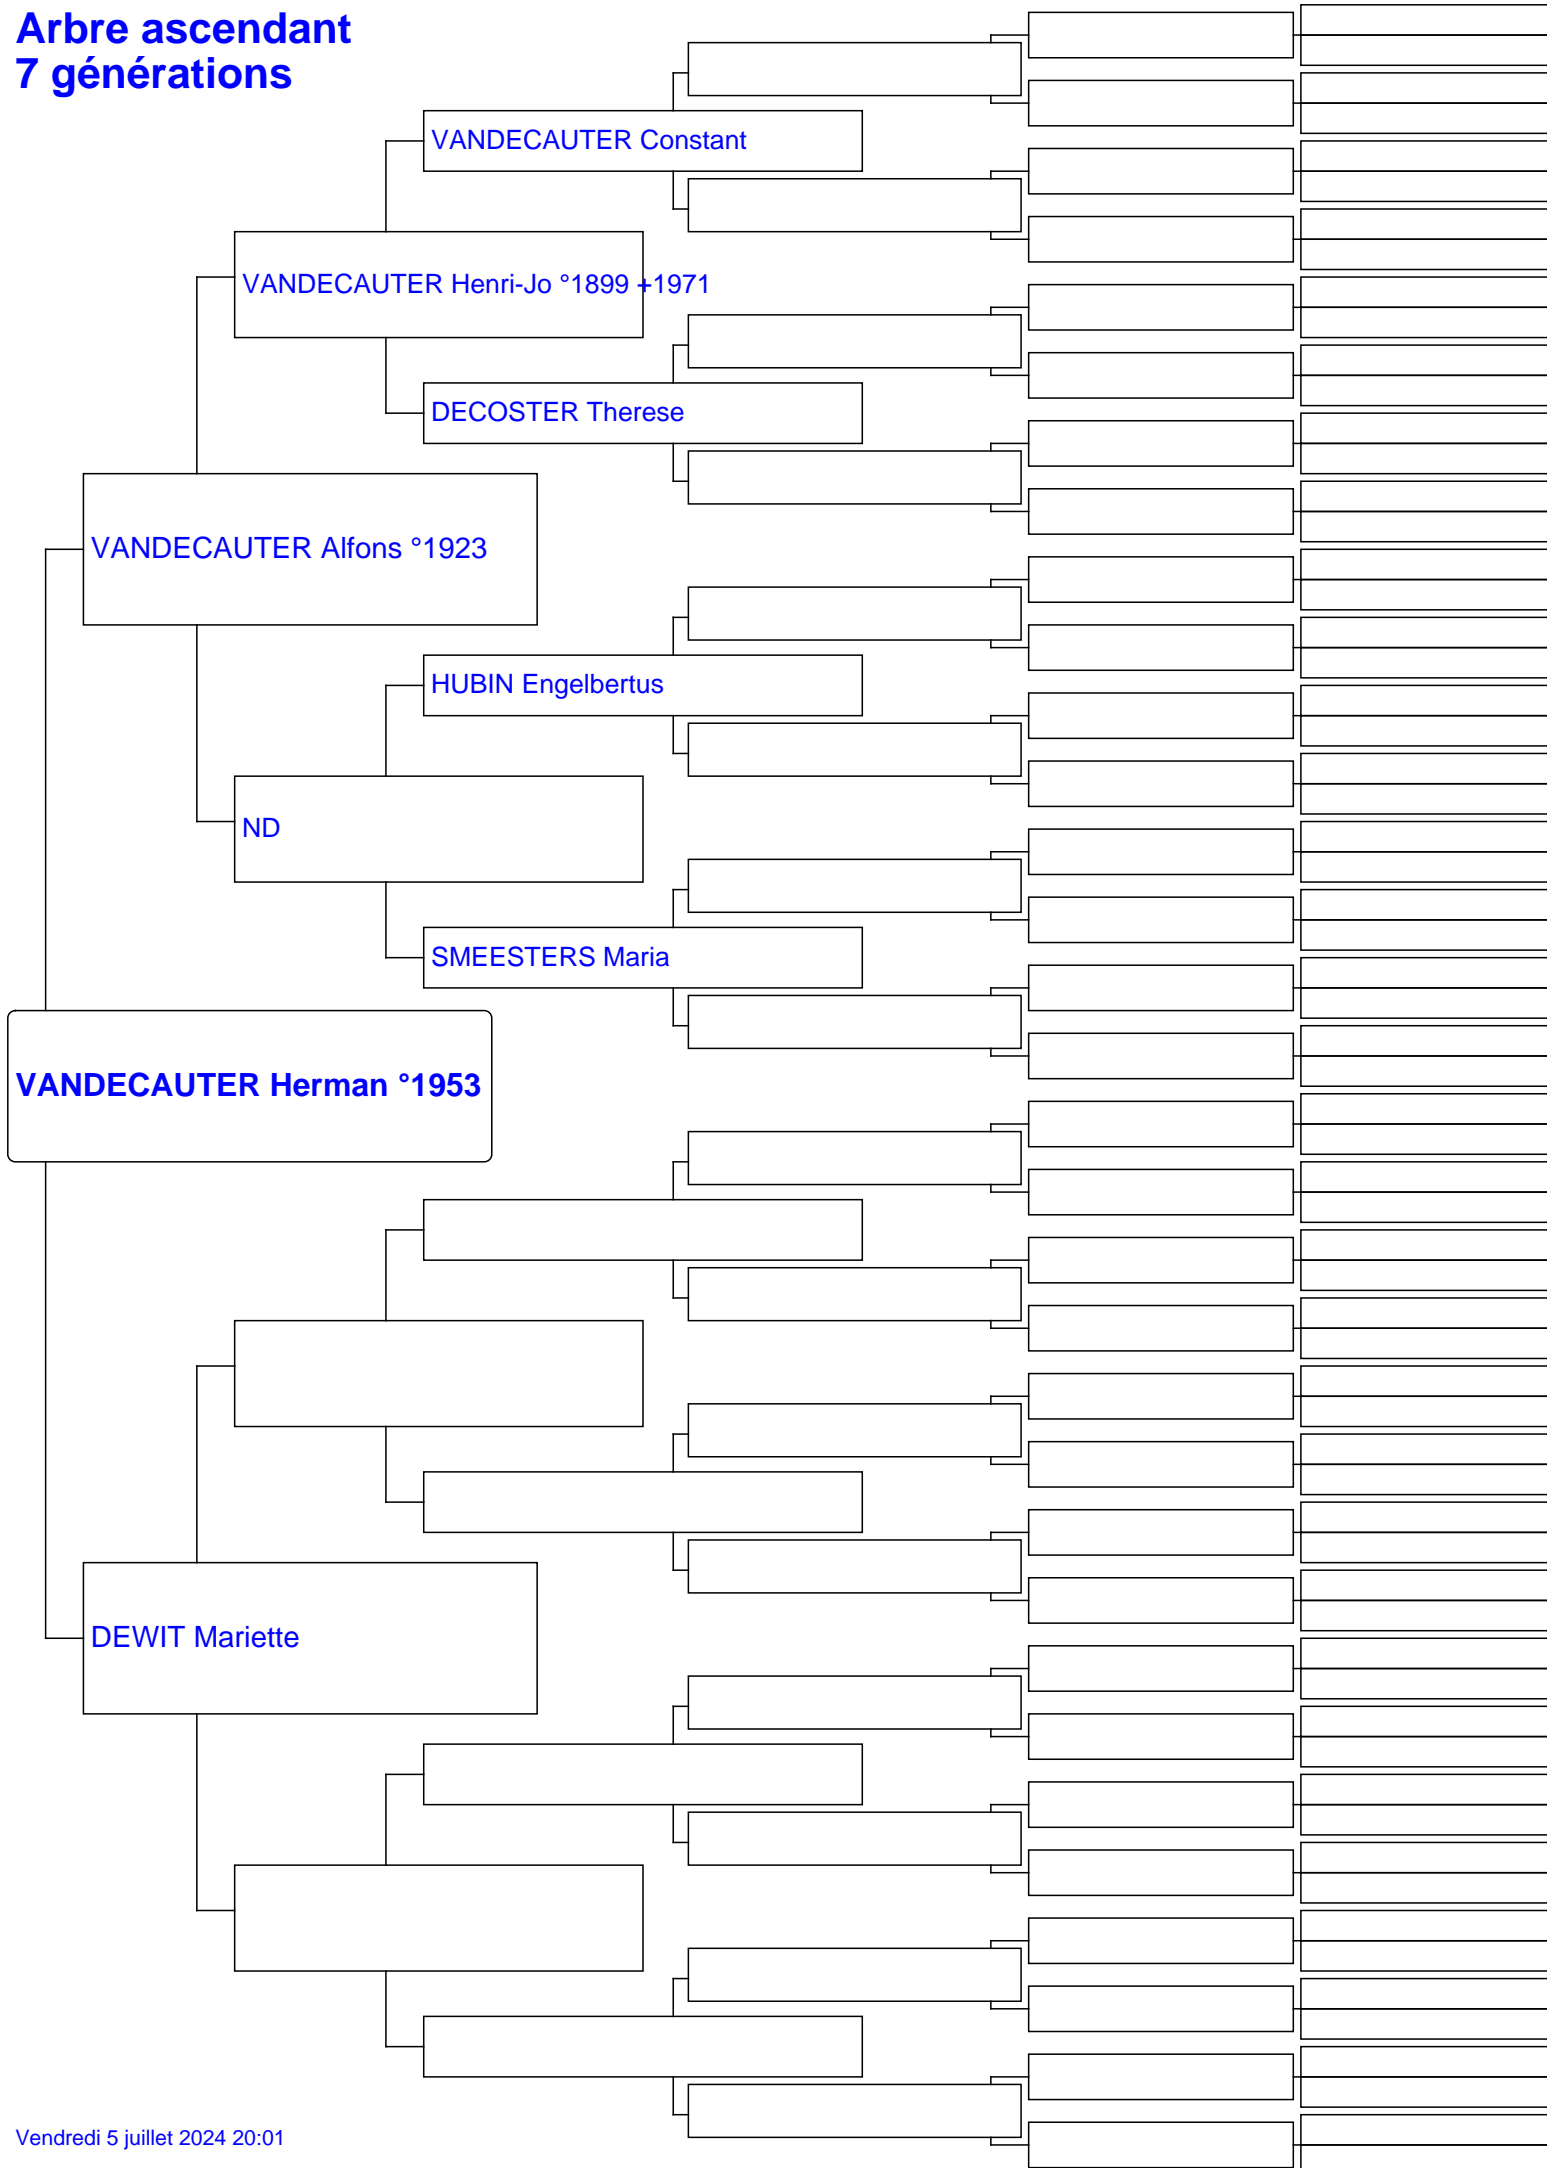 Arbre ascendant
7 générations
VANDECAUTER Constant
VANDECAUTER Henri-Jo °1899 +1971
DECOSTER Therese
VANDECAUTER Alfons °1923
HUBIN Engelbertus
ND
SMEESTERS Maria
VANDECAUTER Herman °1953
DEWIT Mariette
Vendredi 5 juillet 2024 20:01